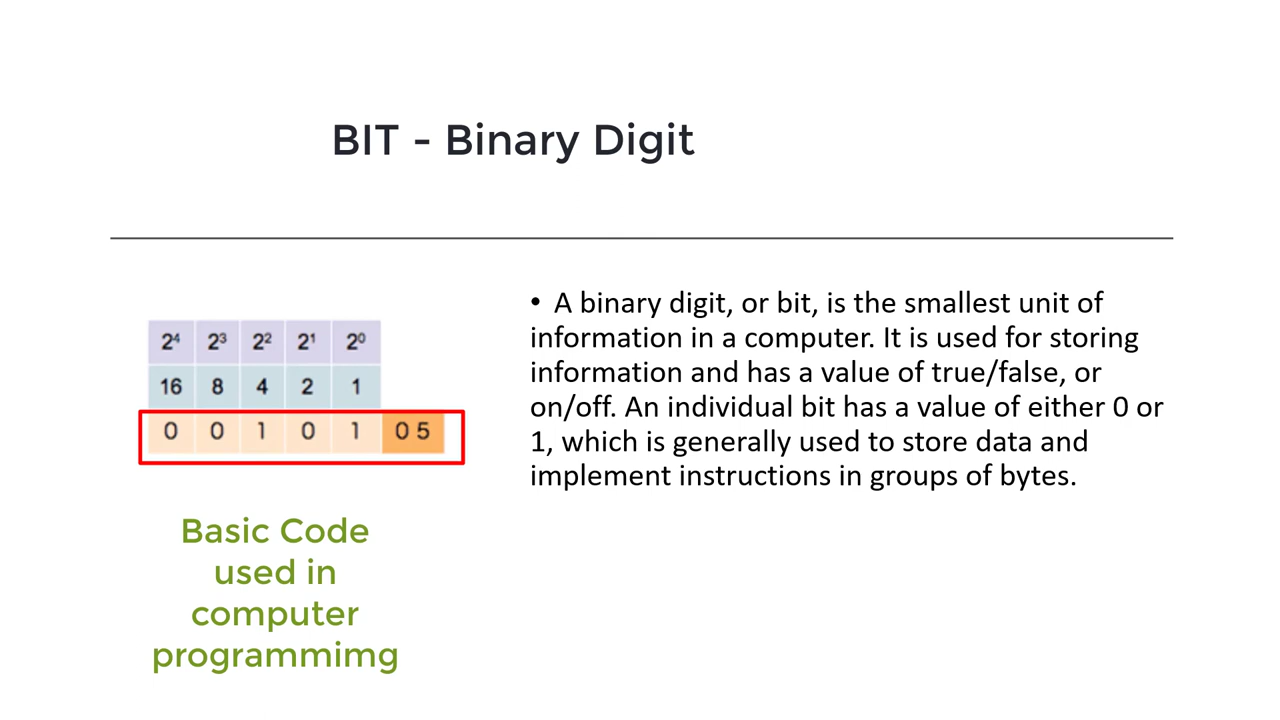 BIT - Binary Digit
2⁴ 2³ 2² 2¹ 2⁰
16 8 4 2 1
0 0 1 0 1 0 5
Basic Code
used in
computer
programmimg
• A binary digit, or bit, is the smallest unit of
information in a computer. It is used for storing
information and has a value of true/false, or
on/off. An individual bit has a value of either 0 or
1, which is generally used to store data and
implement instructions in groups of bytes.